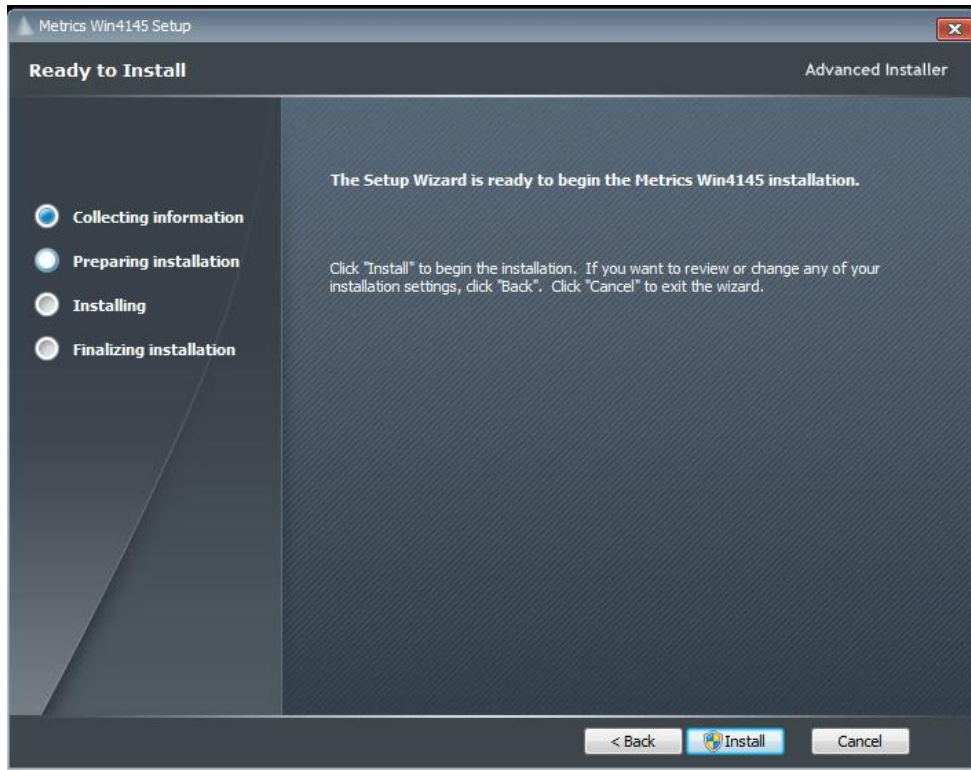 Metrics Win4145 Setup
Ready to Install
Advanced Installer
The Setup Wizard is ready to begin the Metrics Win4145 installation.
Collecting information
Preparing installation
Installing
Finalizing installation
Click "Install" to begin the installation. If you want to review or change any of your
installation settings, click "Back". Click "Cancel" to exit the wizard.
< Back
Install
Cancel